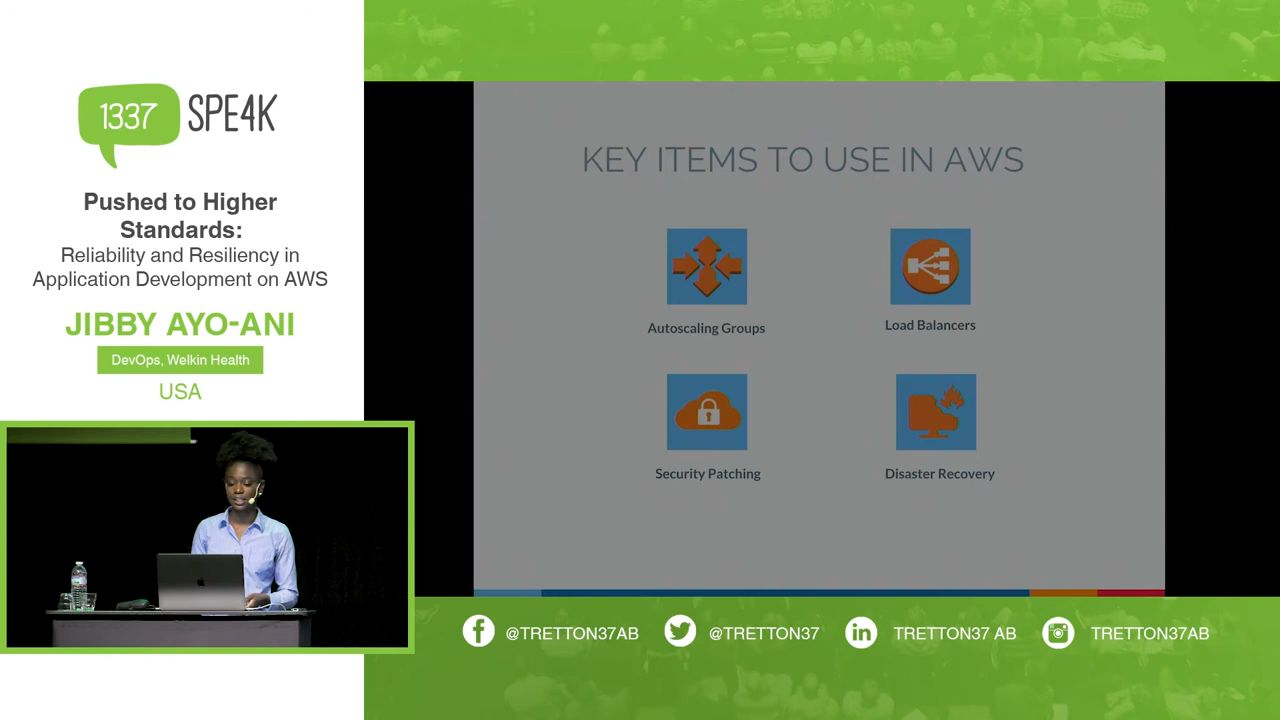 1337
SPE4K
Pushed to Higher
Standards:
Reliability and Resiliency in
Application Development on AWS
JIBBY AYO-ANI
DevOps, Welkin Health
USA
KEY ITEMS TO USE IN AWS
Autoscaling Groups
Load Balancers
Security Patching
Disaster Recovery
@TRETTON37AB
@TRETTON37
TRETTON37 AB
TRETTON37AB